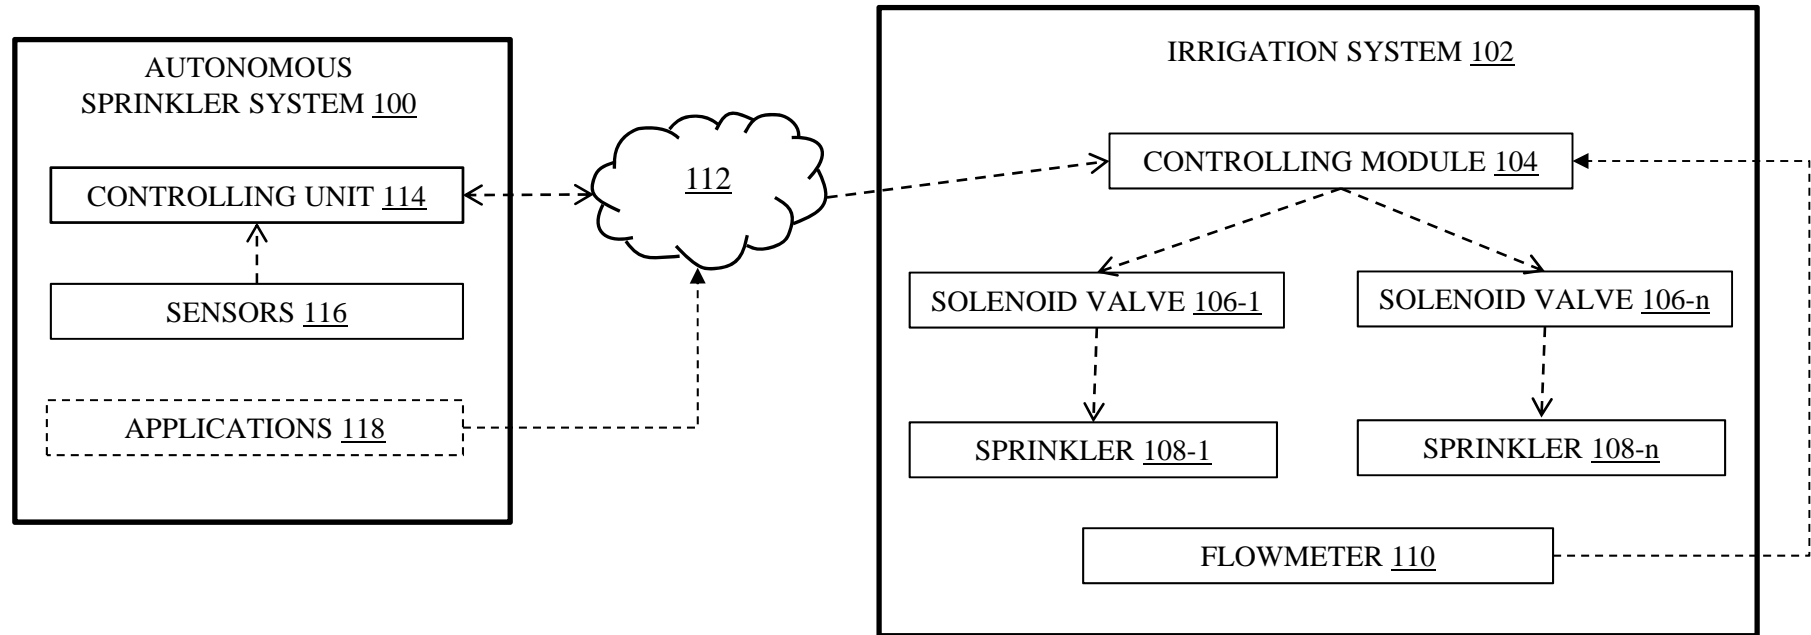 AUTONOMOUS
SPRINKLER SYSTEM 100
CONTROLLING UNIT 114
SENSORS 116
APPLICATIONS 118
112
IRRIGATION SYSTEM 102
CONTROLLING MODULE 104
SOLENOID VALVE 106-1
SOLENOID VALVE 106-n
SPRINKLER 108-1
SPRINKLER 108-n
FLOWMETER 110